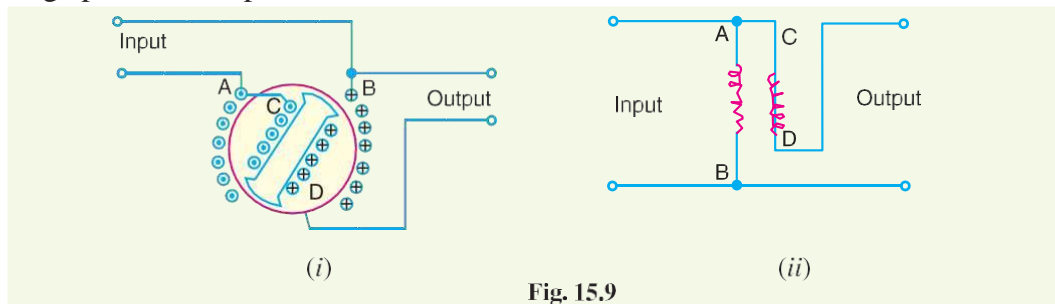 Input
A
B
C
Output
D
(i)
A
C
Input
Output
D
B
(ii)
Fig. 15.9